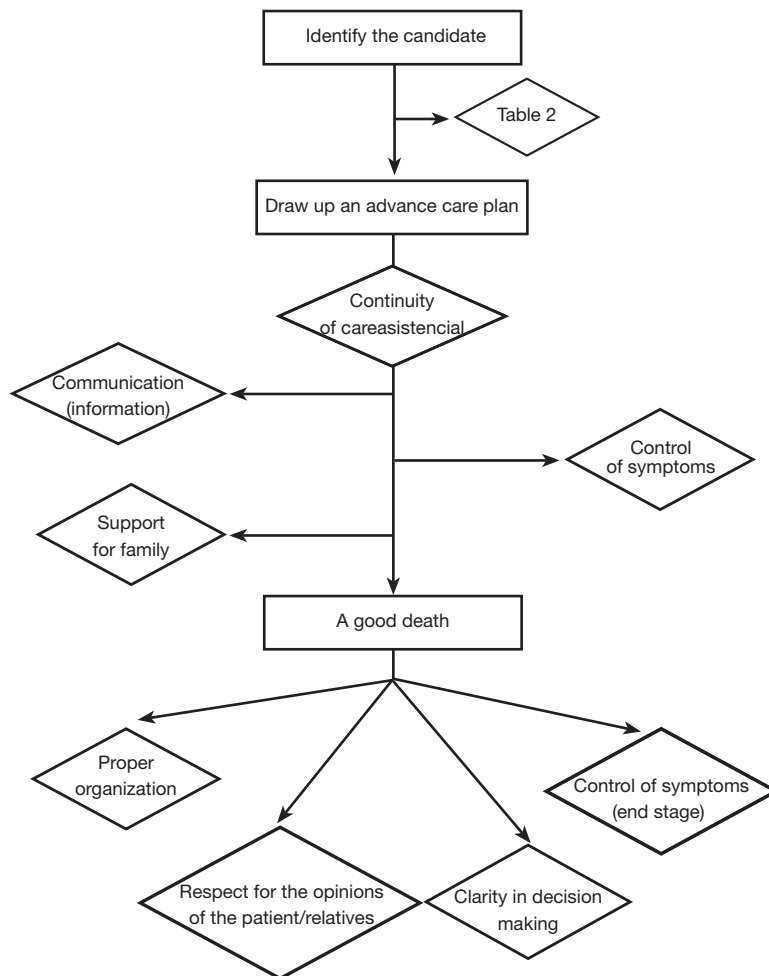 Identify the candidate
Table 2
Draw up an advance care plan
Continuity
of careasistencial
Communication
(information)
Control
of symptoms
Support
for family
A good death
Proper
organization
Control of symptoms
(end stage)
Respect for the opinions
of the patient/relatives
Clarity in decision
making